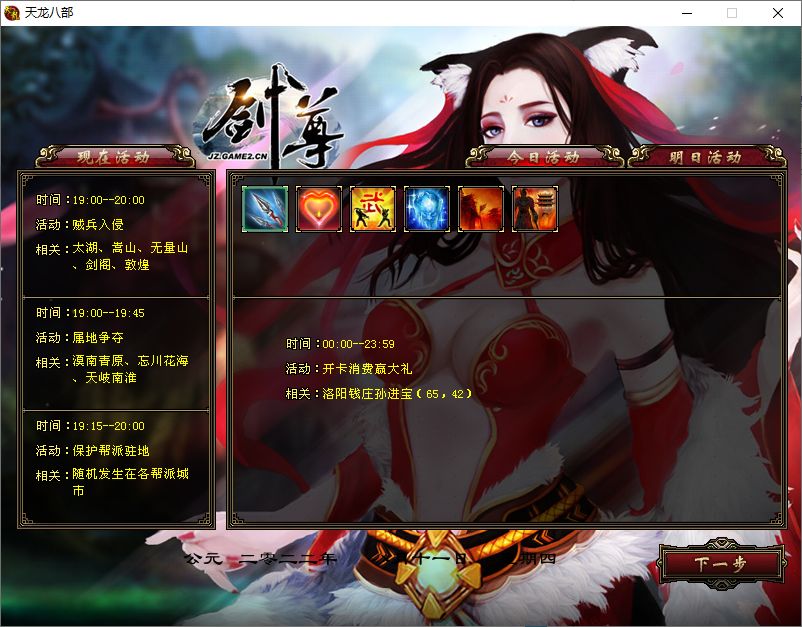 天龙八部
剑尊
JZ.GAME2.CN
现在活动
今日活动
明日活动
时间:19:00--20:00
活动:贼兵入侵
相关:太湖、嵩山、无量山
、剑阁、敦煌
时间:19:00--19:45
活动:属地争夺
相关:漠南青原、忘川花海
、天岐南淮
时间:19:15--20:00
活动:保护帮派驻地
相关:随机发生在各帮派城
市
武
时间:00:00--23:59
活动:开卡消费赢大礼
相关:洛阳钱庄孙进宝(65,42)
公元 二零二二年 十一日 星期四
下一步